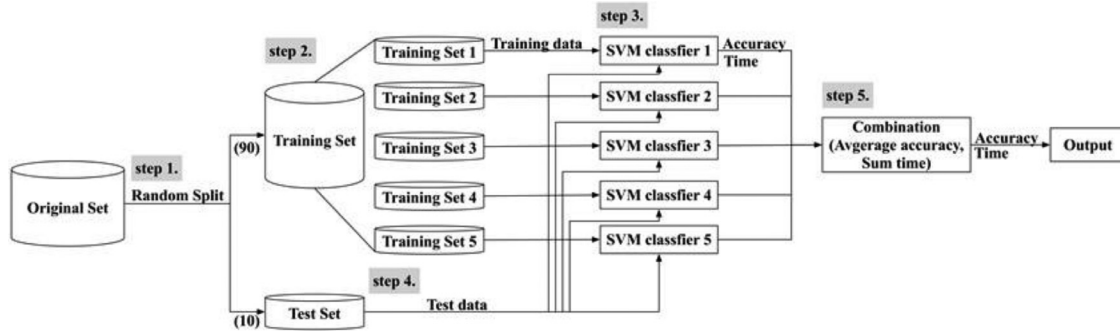 step 1.
Original Set
Random Split
(90)
(10)
step 2.
Training Set
Training Set 1
Training Set 2
Training Set 3
Training Set 4
Training Set 5
Training data
step 3.
SVM classfier 1
SVM classfier 2
SVM classfier 3
SVM classfier 4
SVM classfier 5
Accuracy
Time
step 4.
Test Set
Test data
step 5.
Combination
(Avgerage accuracy,
Sum time)
Accuracy
Time
Output